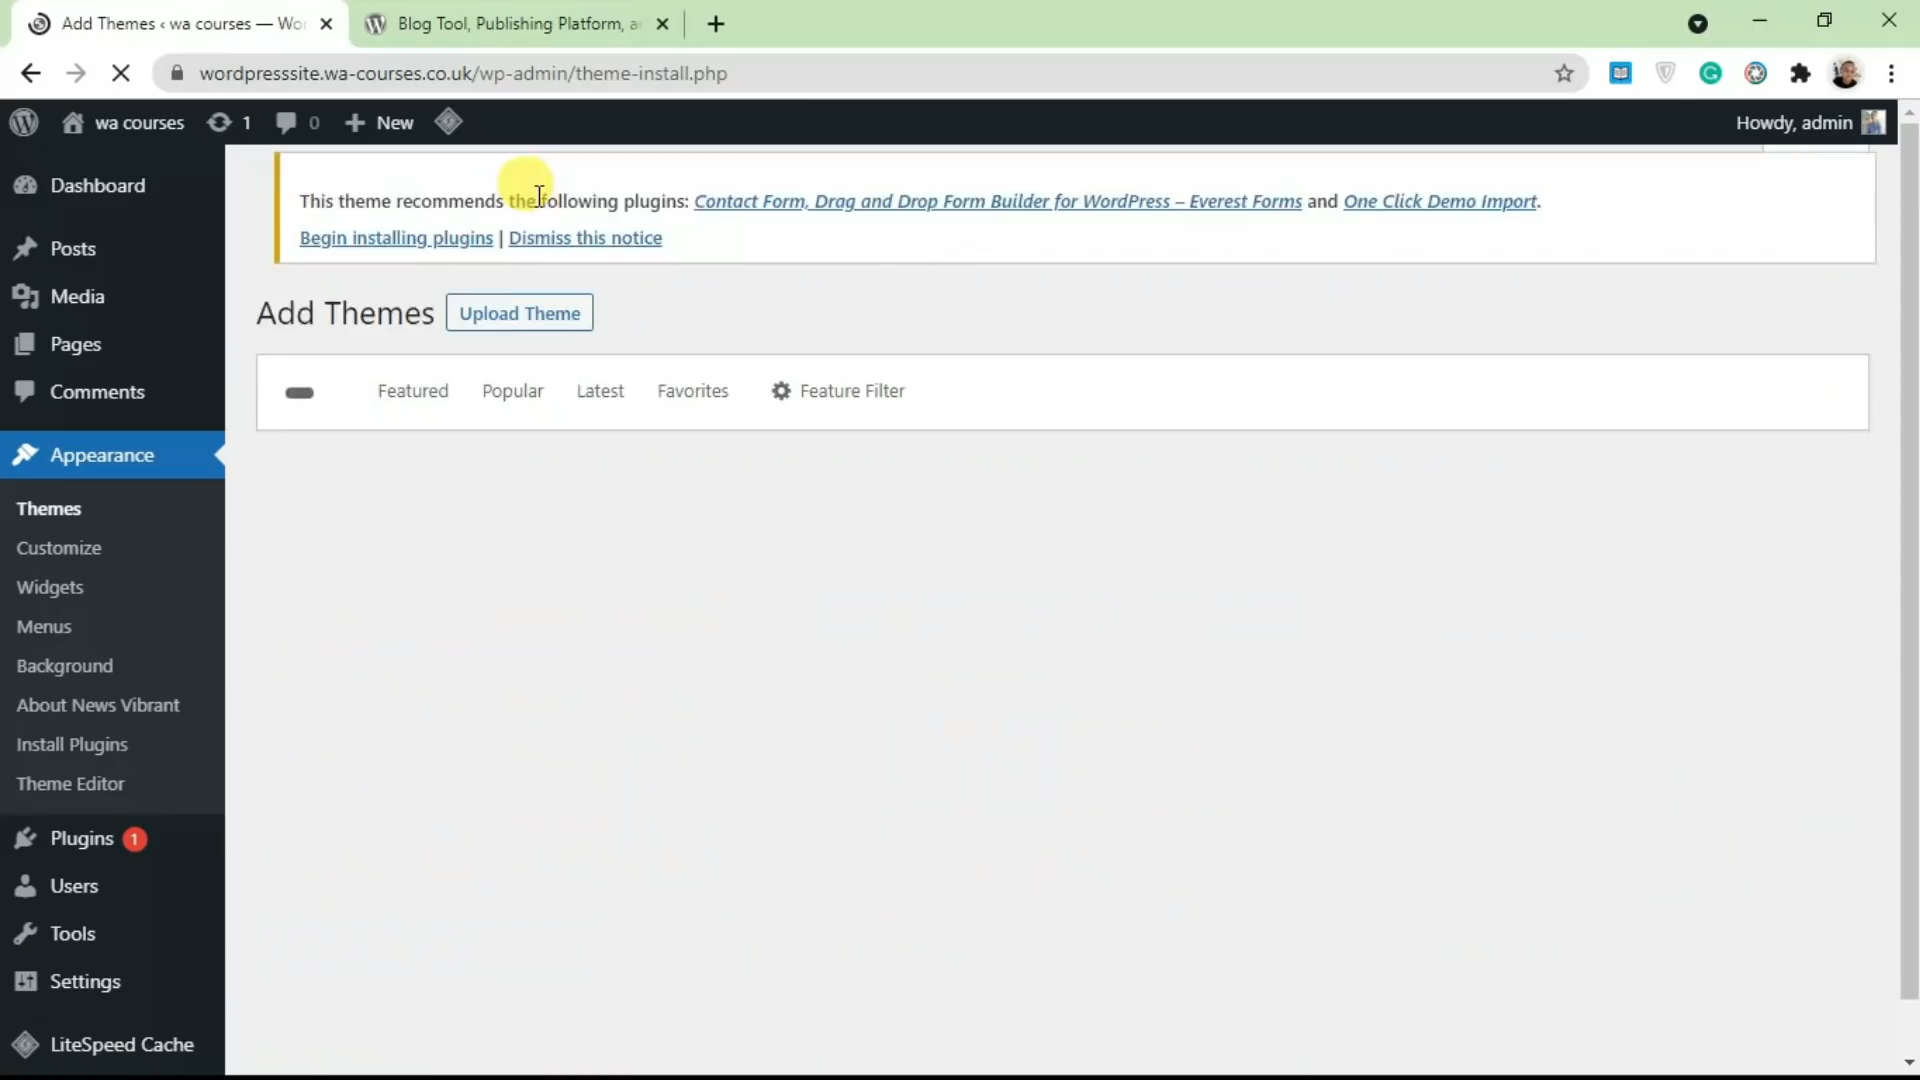 Add Themes ‹ wa courses — Wor
Blog Tool, Publishing Platform, a
wordpresssite.wa-courses.co.uk/wp-admin/theme-install.php
wa courses
1
0
New
Howdy, admin
Dashboard
Posts
Media
Pages
Comments
Appearance
Themes
Customize
Widgets
Menus
Background
About News Vibrant
Install Plugins
Theme Editor
Plugins 1
Users
Tools
Settings
LiteSpeed Cache
This theme recommends the following plugins: Contact Form, Drag and Drop Form Builder for WordPress – Everest Forms and One Click Demo Import.
Begin installing plugins | Dismiss this notice
Add Themes
Upload Theme
Featured
Popular
Latest
Favorites
Feature Filter